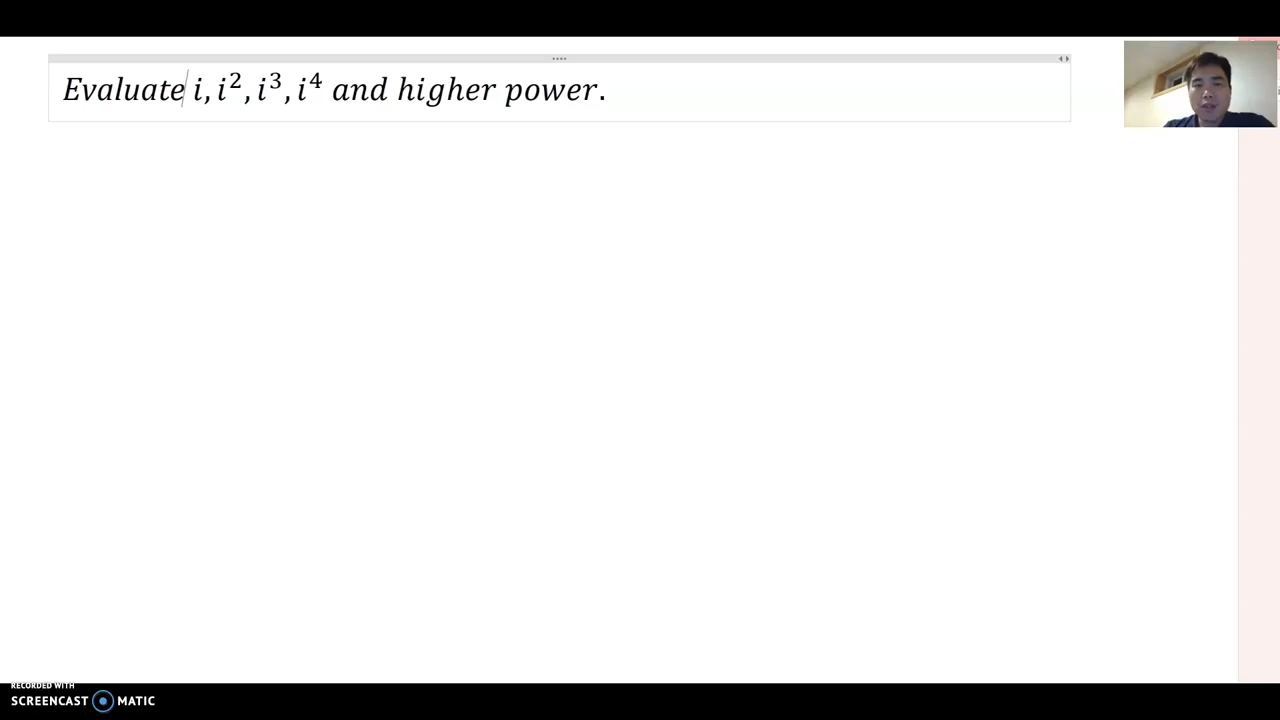 Evaluate i, i², i³, i⁴ and higher power.
RECORDED WITH
SCREENCAST MATIC